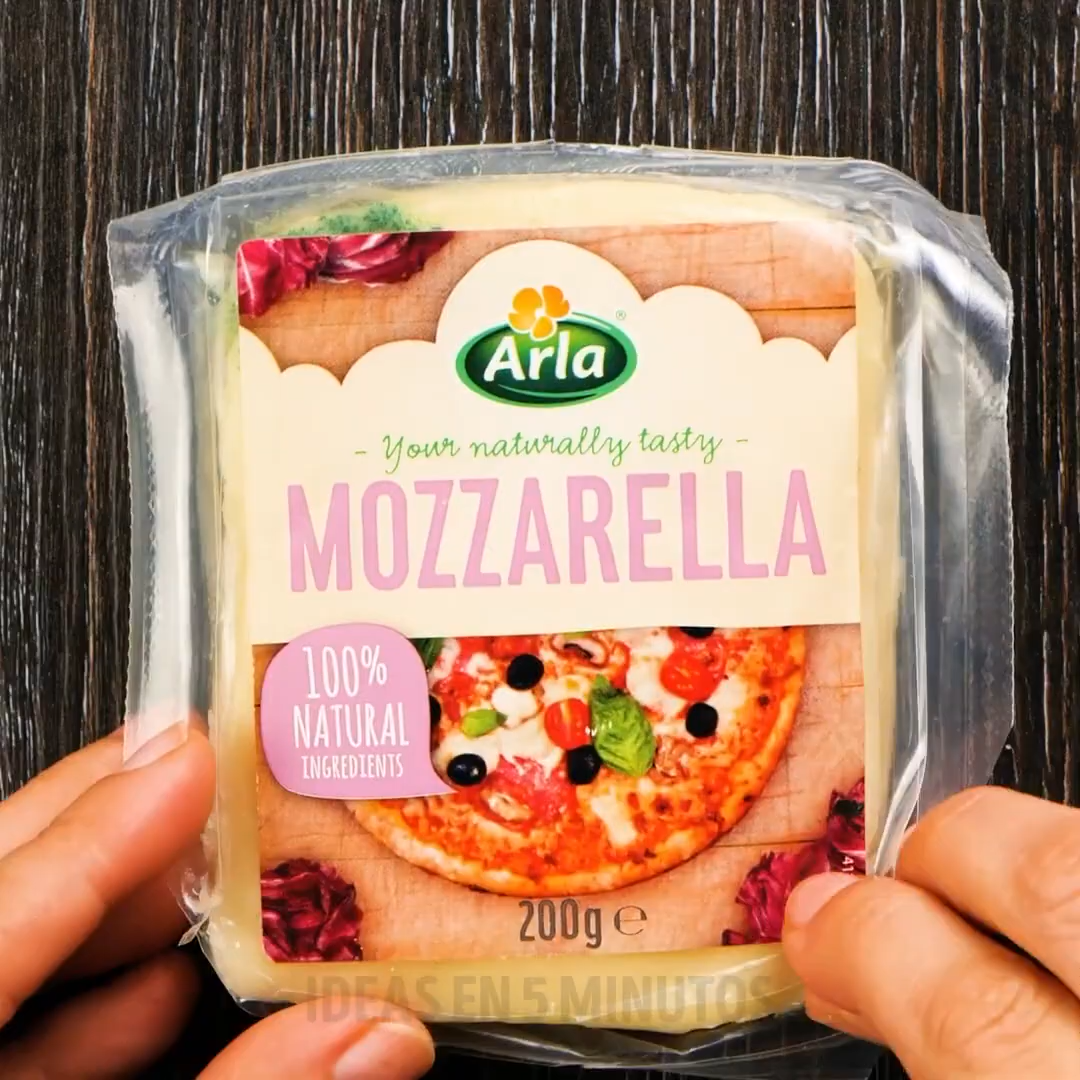 Arla®
- Your naturally tasty -
MOZZARELLA
100%
NATURAL
INGREDIENTS
200g ℮
IDEAS EN 5 MINUTOS